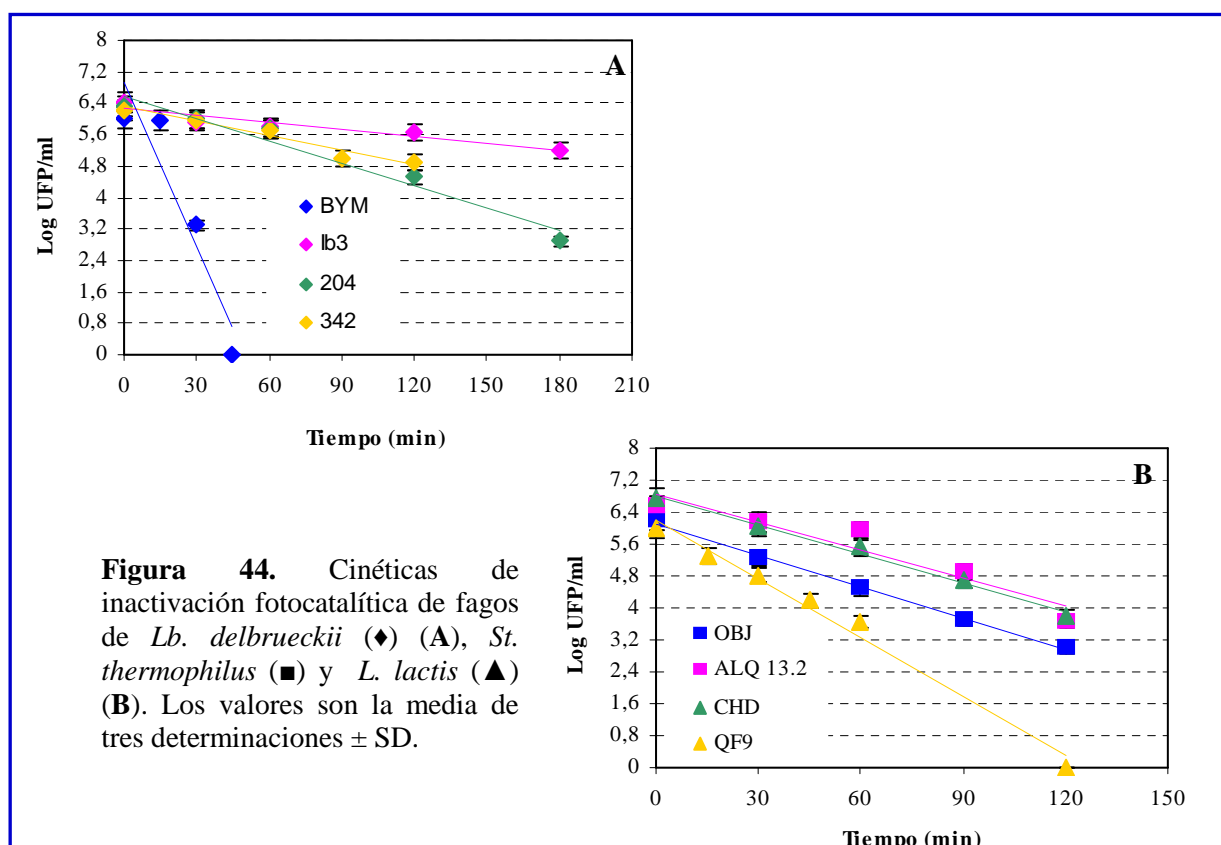 8
7,2
6,4
5,6
4,8
4
3,2
2,4
1,6
0,8
0
Log UFP/ml
A
BYM
lb3
204
342
0 30 60 90 120 150 180 210
Tiempo (min)
Figura 44. Cinéticas de
inactivación fotocatalítica de fagos
de Lb. delbrueckii (♦) (A), St.
thermophilus (■) y L. lactis (▲)
(B). Los valores son la media de
tres determinaciones ± SD.
8
7,2
6,4
5,6
4,8
4
3,2
2,4
1,6
0,8
0
Log UFP/ml
B
OBJ
ALQ 13.2
CHD
QF9
0 30 60 90 120 150
Tiempo (min)